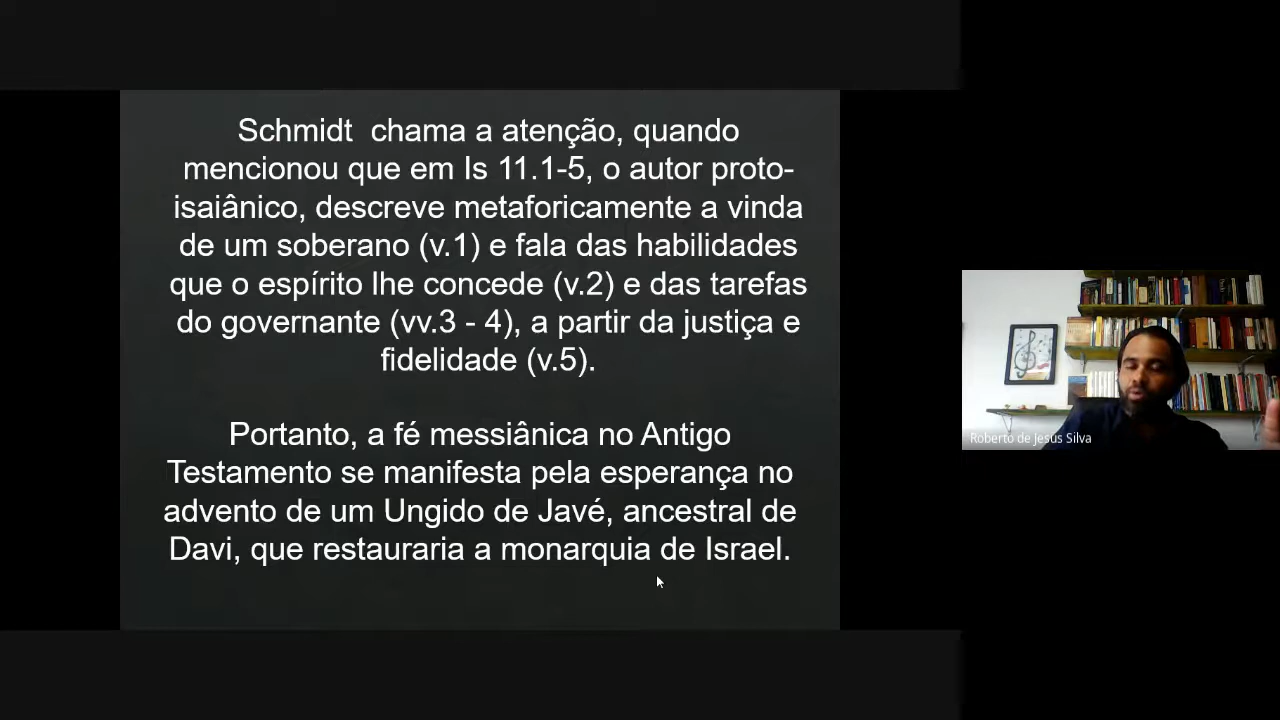 Schmidt  chama a atenção, quando
mencionou que em Is 11.1-5, o autor proto-
isaiânico, descreve metaforicamente a vinda
de um soberano (v.1) e fala das habilidades
que o espírito lhe concede (v.2) e das tarefas
do governante (vv.3 - 4), a partir da justiça e
fidelidade (v.5).
Portanto, a fé messiânica no Antigo
Testamento se manifesta pela esperança no
advento de um Ungido de Javé, ancestral de
Davi, que restauraria a monarquia de Israel.
Roberto de Jesus Silva